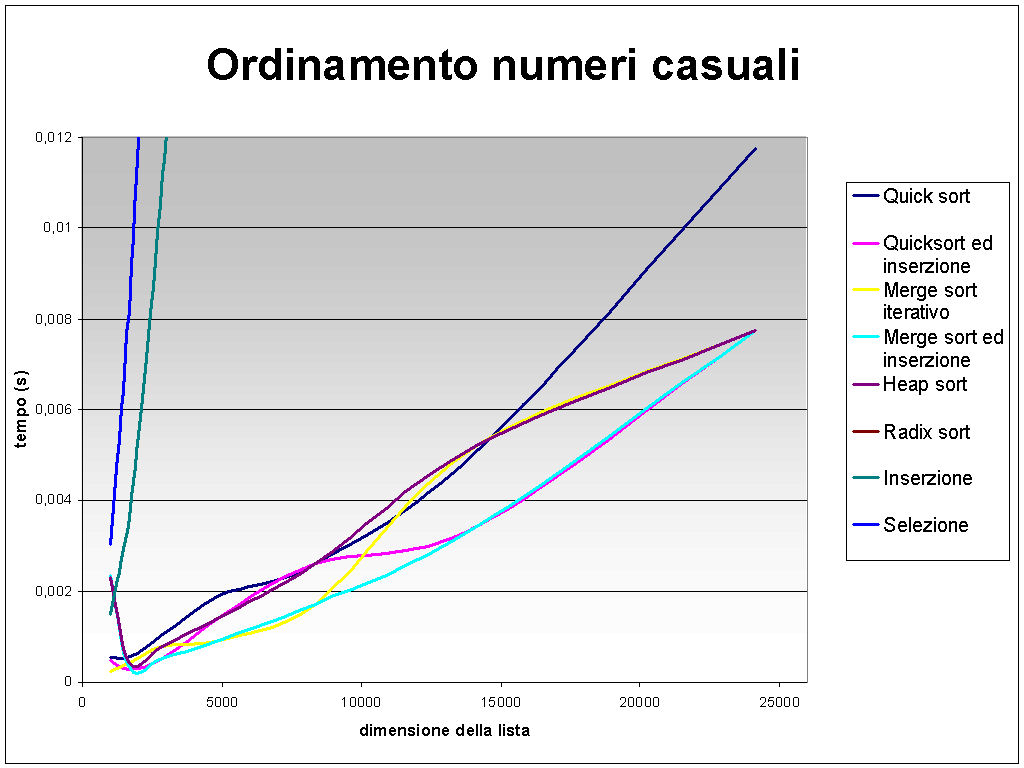 Ordinamento numeri casuali
0,012
0,01
0,008
0,006
0,004
0,002
0
tempo (s)
0 5000 10000 15000 20000 25000
dimensione della lista
Quick sort
Quicksort ed
inserzione
Merge sort
iterativo
Merge sort ed
inserzione
Heap sort
Radix sort
Inserzione
Selezione